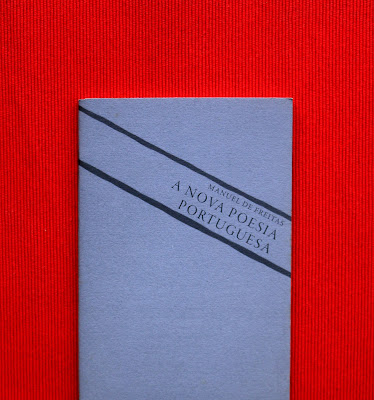 MANUEL DE FREITAS
A NOVA POESIA
PORTUGUESA